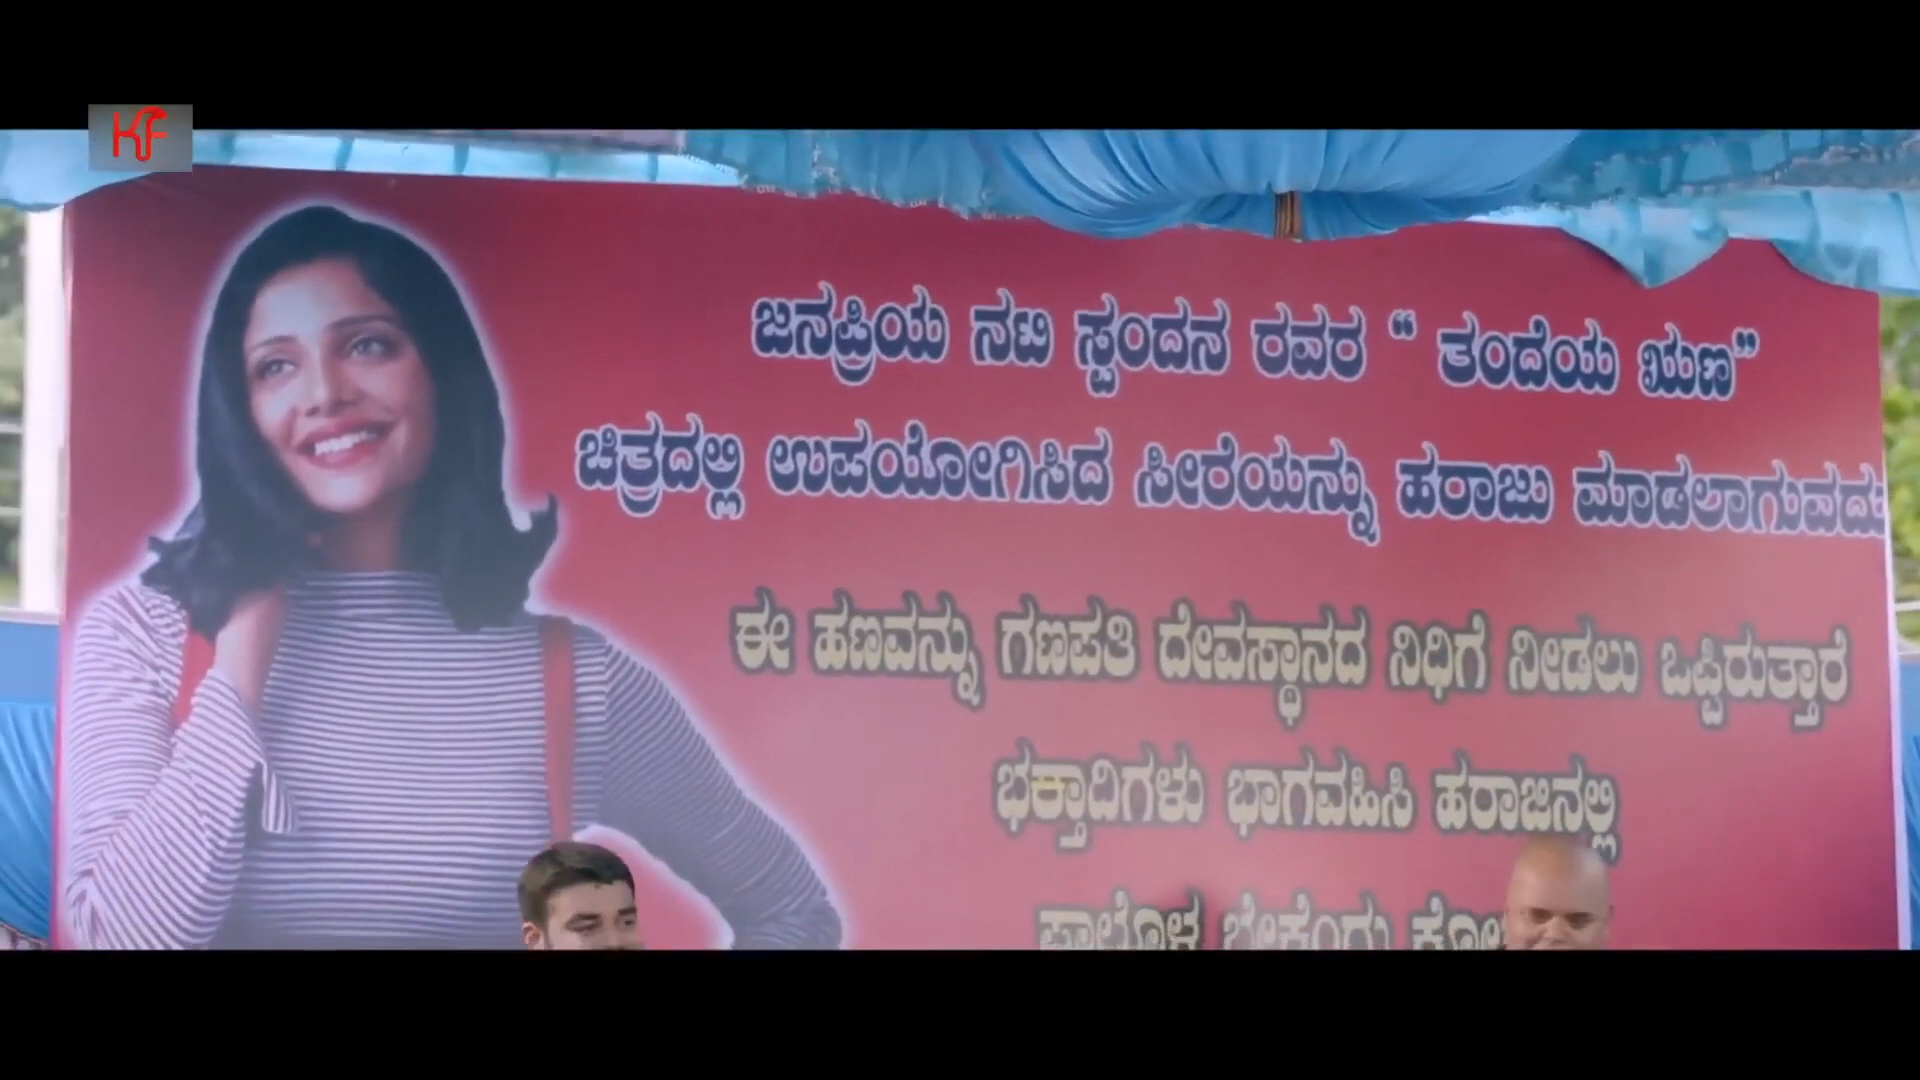 KF
ಜನಪ್ರಿಯ ನಟಿ ಸ್ಪಂದನ ರವರ “ ತಂದೆಯ ಋಣ”
ಚಿತ್ರದಲ್ಲಿ ಉಪಯೋಗಿಸಿದ ಸೀರೆಯನ್ನು ಹರಾಜು ಮಾಡಲಾಗುವದು
ಈ ಹಣವನ್ನು ಗಣಪತಿ ದೇವಸ್ಥಾನದ ನಿಧಿಗೆ ನೀಡಲು ಒಪ್ಪಿರುತ್ತಾರೆ
ಭಕ್ತಾದಿಗಳು ಭಾಗವಹಿಸಿ ಹರಾಜಿನಲ್ಲಿ
ಬೇಕೆಂದು